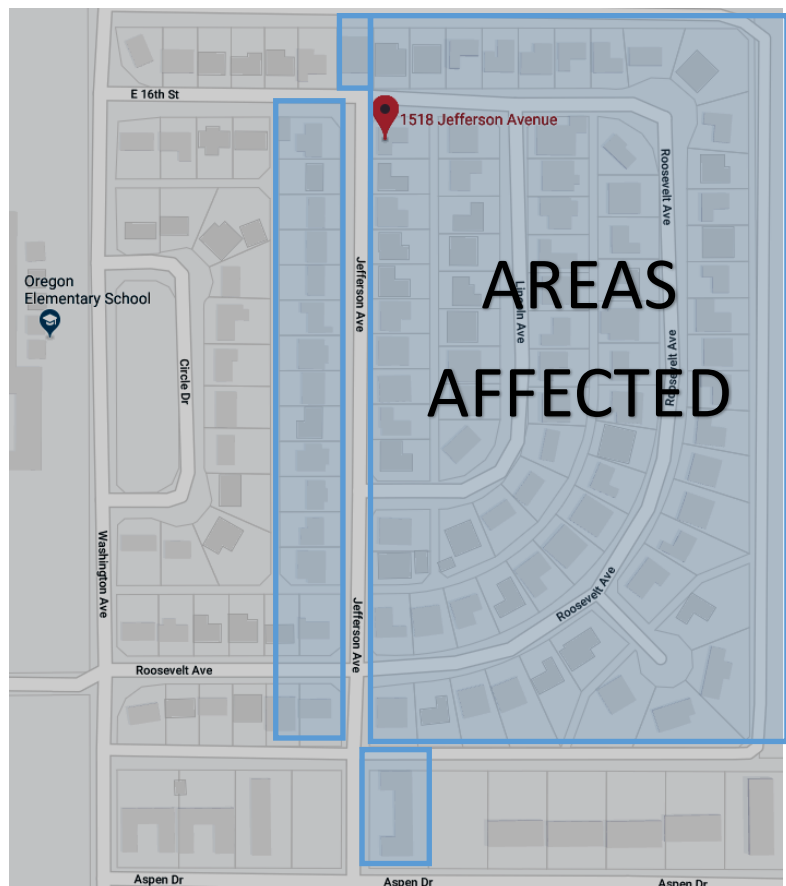 E 16th St
1518 Jefferson Avenue
Roosevelt Ave
Jefferson Ave
Oregon
Elementary School
AREAS
Lincoln Ave
Roosevelt Ave
Circle Dr
AFFECTED
Washington Ave
Jefferson Ave
Roosevelt Ave
Roosevelt Ave
Aspen Dr
Aspen Dr
Aspen Dr